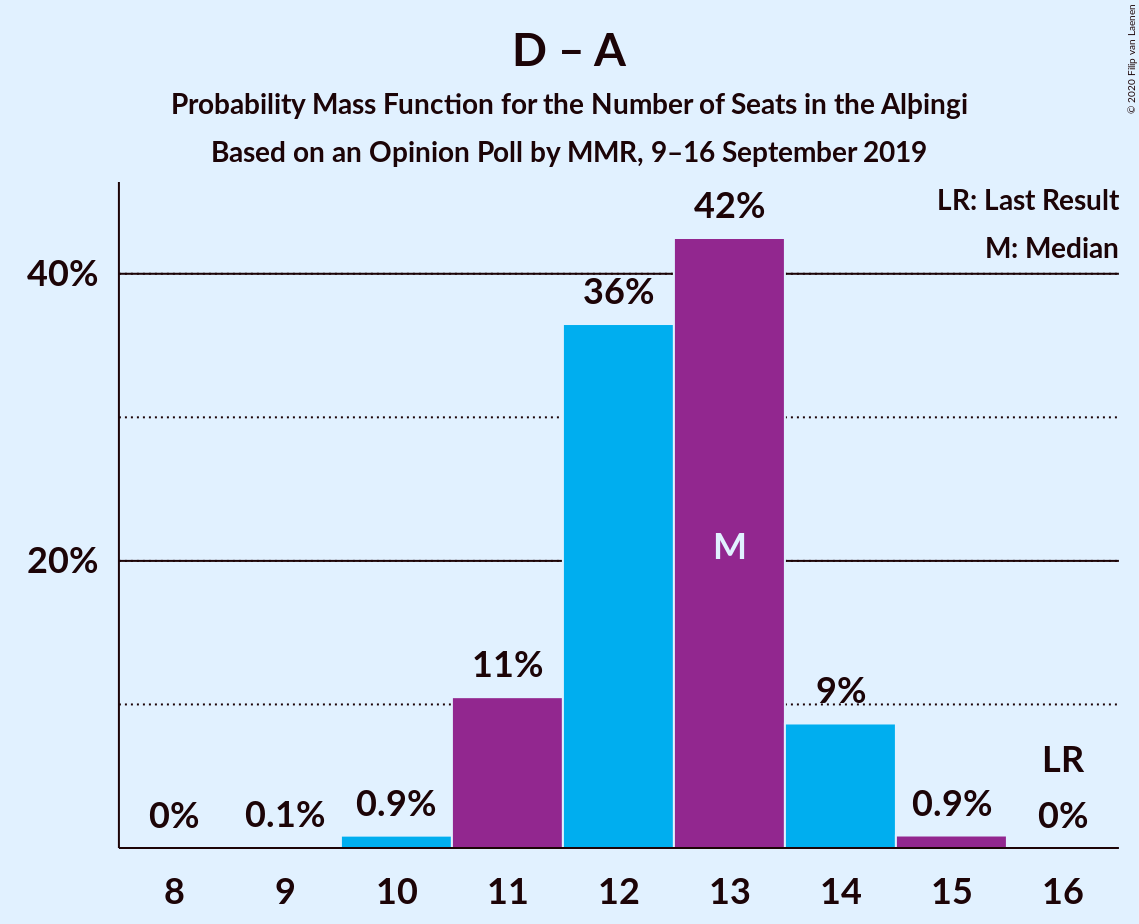 D – A
Probability Mass Function for the Number of Seats in the Alþingi
Based on an Opinion Poll by MMR, 9–16 September 2019
© 2020 Filip van Laenen
LR: Last Result
M: Median
42%
40%
36%
20%
M
11%
9%
LR
0%
0.1%
0.9%
0.9%
0%
8 9 10 11 12 13 14 15 16